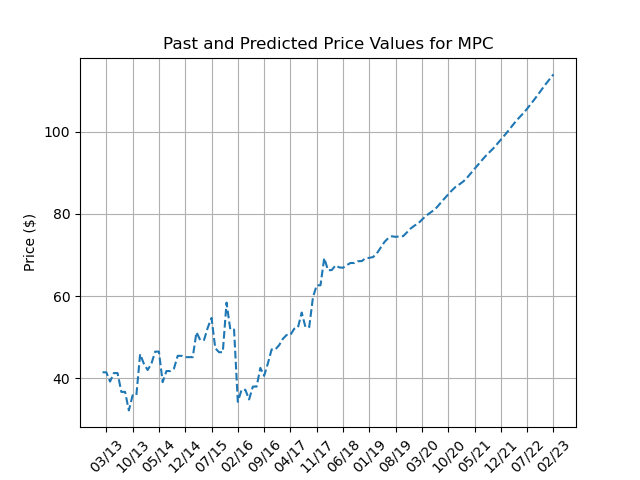 Past and Predicted Price Values for MPC
Price ($)
100
80
60
40
03/13 10/13 05/14 12/14 07/15 02/16 09/16 04/17 11/17 06/18 01/19 08/19 03/20 10/20 05/21 12/21 07/22 02/23